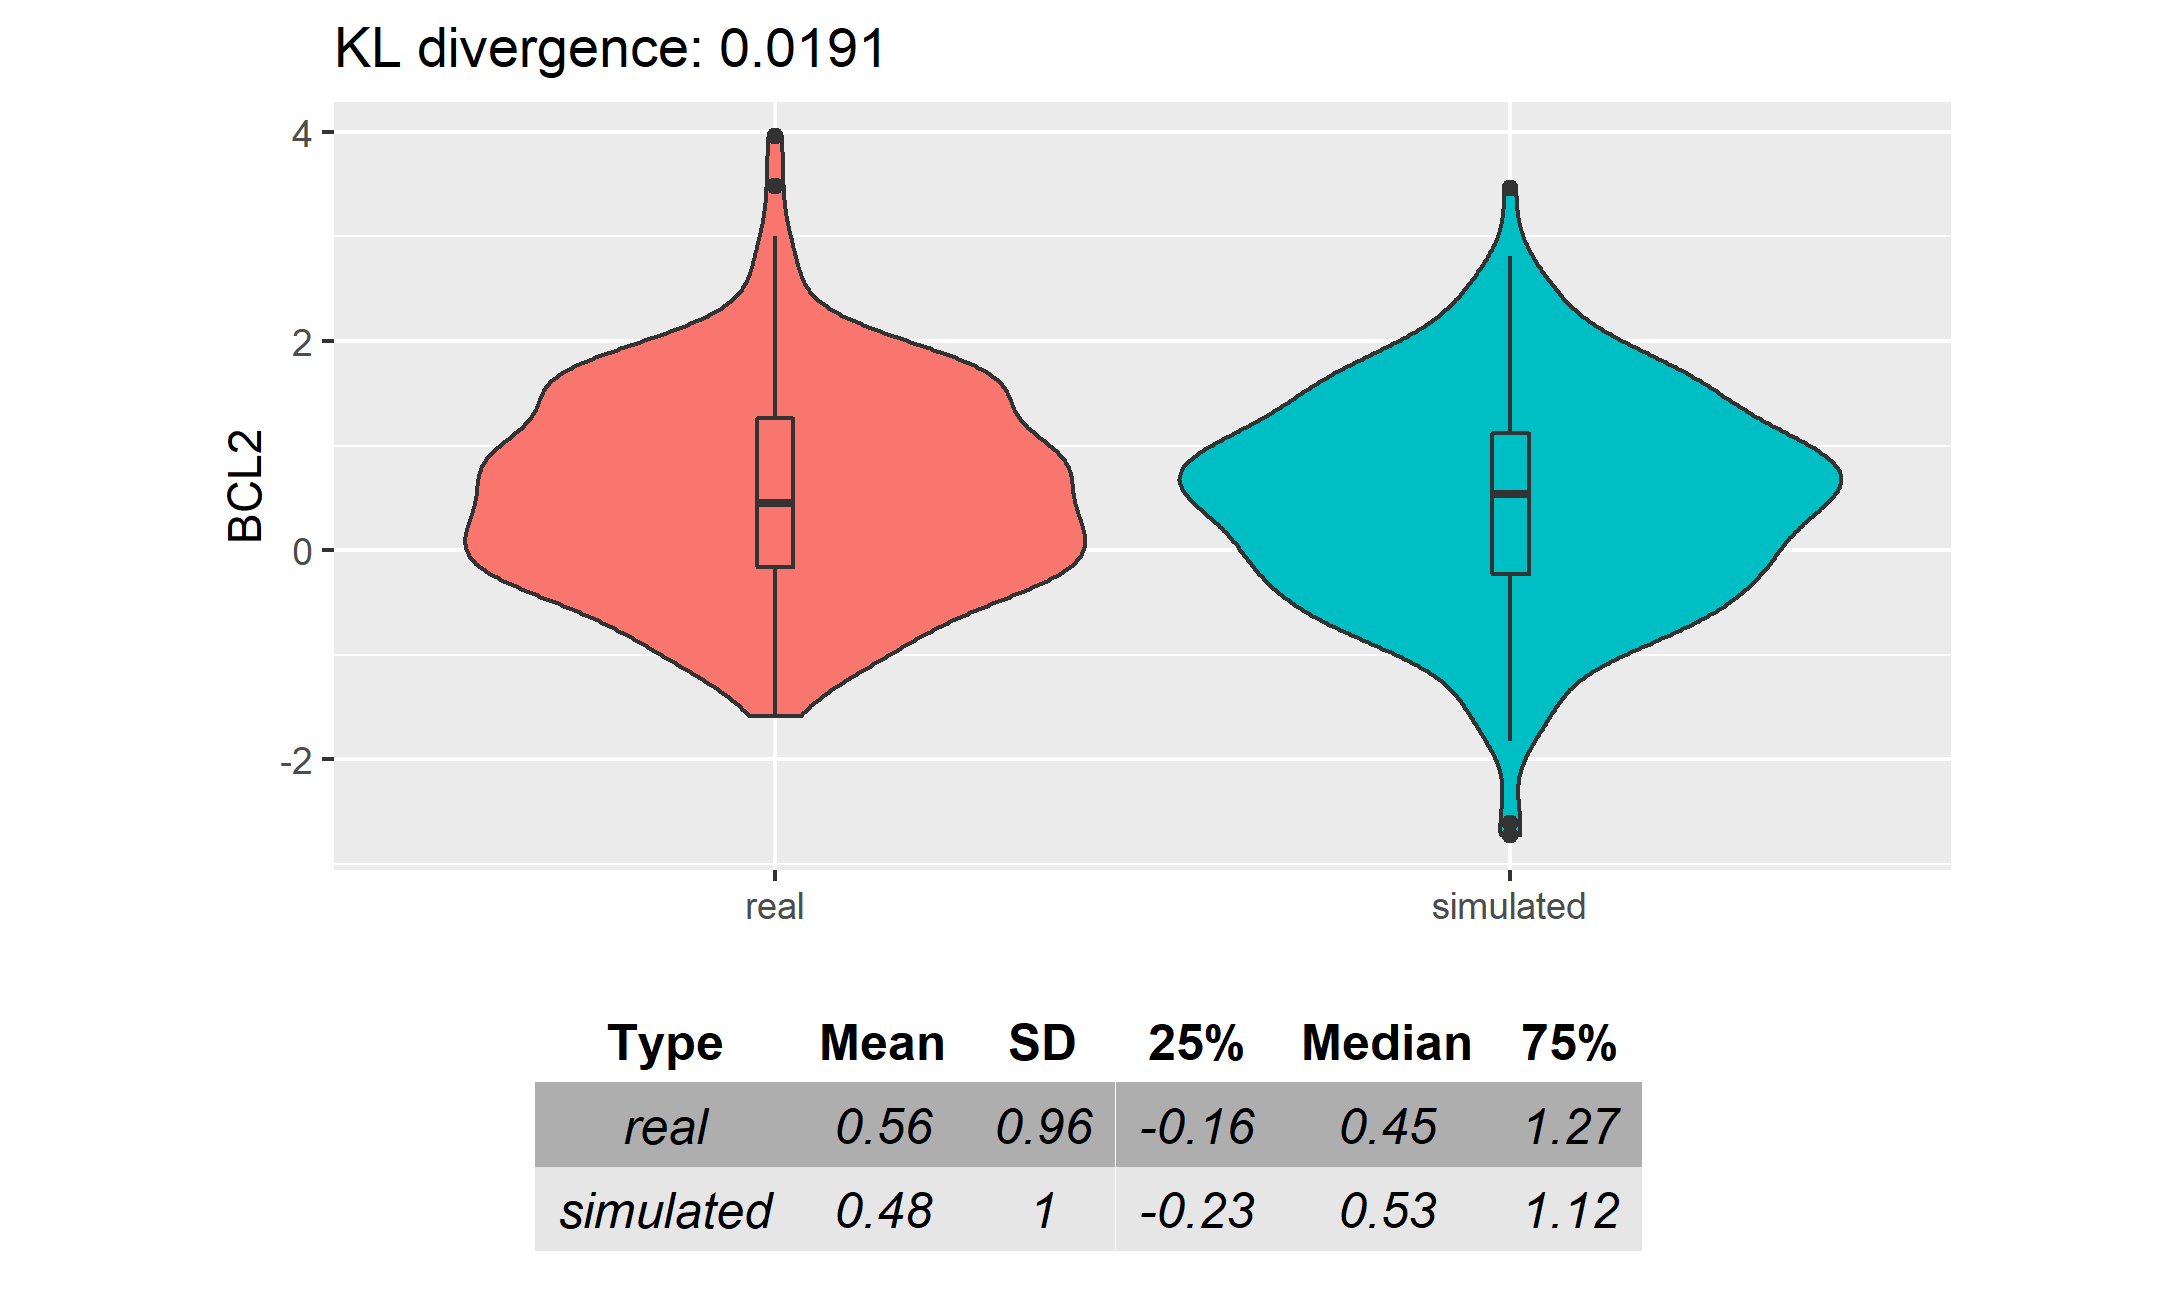 KL divergence: 0.0191
4
2
0
-2
BCL2
real simulated
Type Mean SD 25% Median 75%
real 0.56 0.96 -0.16 0.45 1.27
simulated 0.48 1 -0.23 0.53 1.12